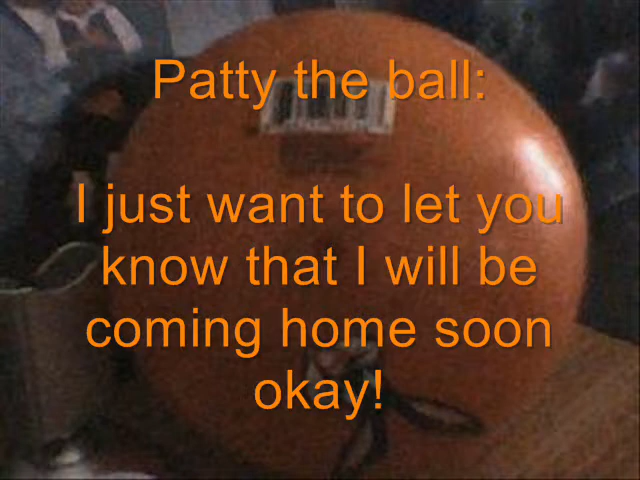 Patty the ball:
I just want to let you
know that I will be
coming home soon
okay!